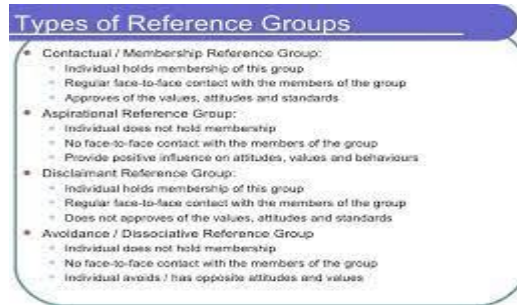 Types of Reference Groups
Contactual / Membership Reference Group:
Individual holds membership of this group
Regular face-to-face contact with the members of the group
Approves of the values, attitudes and standards
Aspirational Reference Group:
Individual does not hold membership
No face-to-face contact with the members of the group
Provide positive influence on attitudes, values and behaviours
Disclaimant Reference Group:
Individual holds membership of this group
Regular face-to-face contact with the members of the group
Does not approves of the values, attitudes and standards
Avoidance / Dissociative Reference Group
Individual does not hold membership
No face-to-face contact with the members of the group
Individual avoids / has opposite attitudes and values